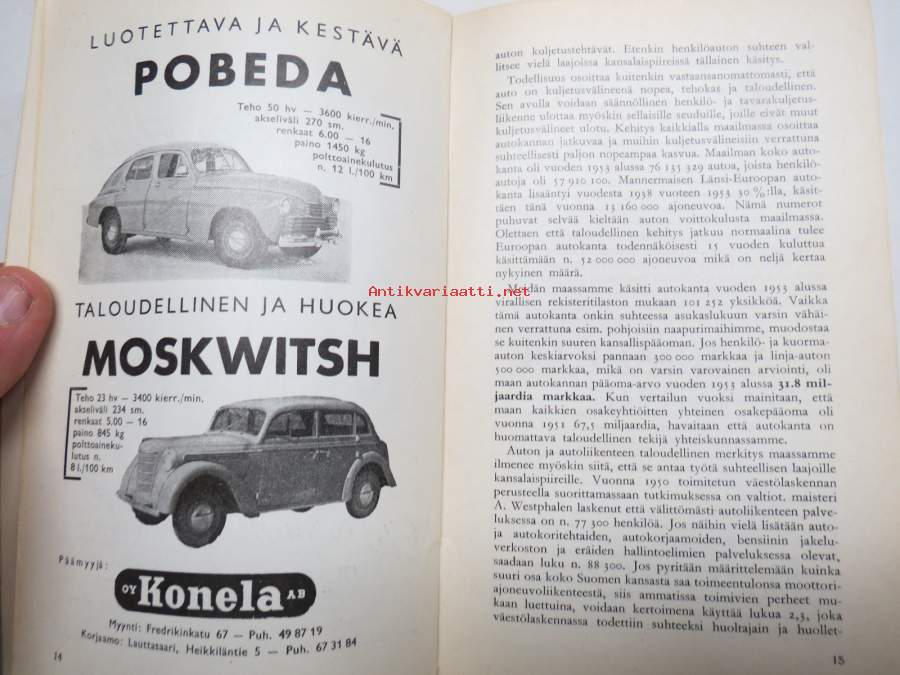 LUOTETTAVA JA KESTÄVÄ
POBEDA
Teho 50 hv — 3600 kierr./min.
akseliväli 270 sm.
renkaat 6.00 — 16
paino 1450 kg
polttoainekulutus
n. 12 l./100 km
TALOUDELLINEN JA HUOKEA
MOSKWITSH
Teho 23 hv — 3400 kierr./min.
akseliväli 234 sm.
renkaat 5.00 — 16
paino 845 kg
polttoaineku-
lutus n.
8 l./100 km
Päämyyjä:
OY Konela AB
Myynti: Fredrikinkatu 67 — Puh. 49 87 19
Korjaamo: Lauttasaari, Heikkiläntie 5 — Puh. 67 31 84
14
auton kuljetustehtävät. Etenkin henkilöauton suhteen val-
litsee vielä laajoissa kansalaispiireissä tällainen käsitys.
Todellisuus osoittaa kuitenkin vastaansanomattomasti, että
auto on kuljetusvälineenä nopea, tehokas ja taloudellinen.
Sen avulla voidaan säännöllinen henkilö- ja tavarakuljetus-
liikenne ulottaa myöskin sellaisille seuduille, joille eivät muut
kuljetusvälineet ulotu. Kehitys kaikkialla maailmassa osoittaa
autokannan jatkuvaa ja muihin kuljetusvälineisiin verrattuna
suhteellisesti paljon nopeampaa kasvua. Maailman koko auto-
kanta oli vuoden 1953 alussa 76 135 329 autoa, joista henkilö-
autoja oli 57 910 100. Mannermaisen Länsi-Euroopan auto-
kanta lisääntyi vuodesta 1938 vuoteen 1953 30 %:lla, käsit-
täen tänä vuonna 13 160 000 ajoneuvoa. Nämä numerot
puhuvat selvää kieltään auton voittokulusta maailmassa.
Olettaen että taloudellinen kehitys jatkuu normaalina tulee
Euroopan autokanta todennäköisesti 15 vuoden kuluttua
käsittämään n. 52 000 000 ajoneuvoa mikä on neljä kertaa
nykyinen määrä.
Antikvariaatti.net
Meidän maassamme käsitti autokanta vuoden 1953 alussa
virallisen rekisteritilaston mukaan 101 252 yksikköä. Vaikka
tämä autokanta onkin suhteessa asukaslukuun varsin vähäi-
nen verrattuna esim. pohjoisiin naapurimaihimme, muodostaa
se kuitenkin suuren kansallispääoman. Jos henkilö- ja kuorma-
auton keskiarvoksi pannaan 300 000 markkaa ja linja-auton
500 000 markkaa, mikä on varsin varovainen arviointi, oli
maan autokannan pääoma-arvo vuoden 1953 alussa 31.8 mil-
jaardia markkaa. Kun vertailun vuoksi mainitaan, että
maan kaikkien osakeyhtiöitten yhteinen osakepääoma oli
vuonna 1951 67,5 miljaardia, havaitaan että autokanta on
huomattava taloudellinen tekijä yhteiskunnassamme.
Auton ja autoliikenteen taloudellinen merkitys maassamme
ilmenee myöskin siitä, että se antaa työtä suhteellisen laajoille
kansalaispiireille. Vuonna 1950 toimitetun väestölaskennan
perusteella suorittamassaan tutkimuksessa on valtiot. maisteri
A. Westphalen laskenut että välittömästi autoliikenteen palve-
luksessa on n. 77 300 henkilöä. Jos näihin vielä lisätään auto-
ja autokoritehtaiden, autokorjaamoiden, bensiinin jakelu-
verkoston ja eräiden hallintoelimien palveluksessa olevat,
saadaan luku n. 88 300. Jos pyritään määrittelemään kuinka
suuri osa koko Suomen kansasta saa toimeentulonsa moottori-
ajoneuvoliikenteestä, siis ammatissa toimivien perheet mu-
kaan luettuina, voidaan kertoimena käyttää lukua 2,3, joka
väestölaskennassa todettiin suhteeksi huoltajain ja huollet-
15